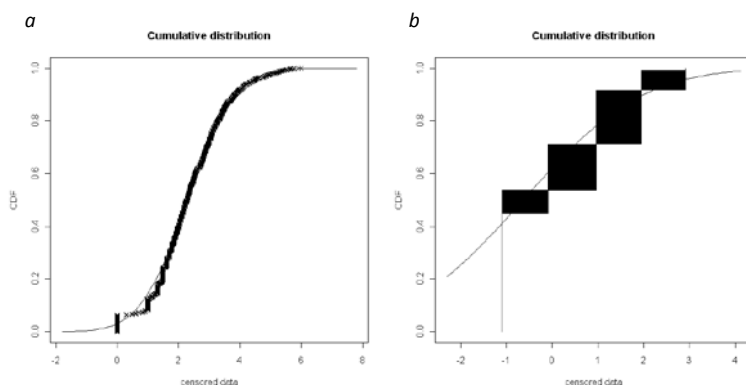 a
Cumulative distribution
CDF
1.0
0.8
0.6
0.4
0.2
0.0
-2 0 2 4 6 8
censored data
b
Cumulative distribution
CDF
1.0
0.8
0.6
0.4
0.2
0.0
-2 -1 0 1 2 3 4
censored data